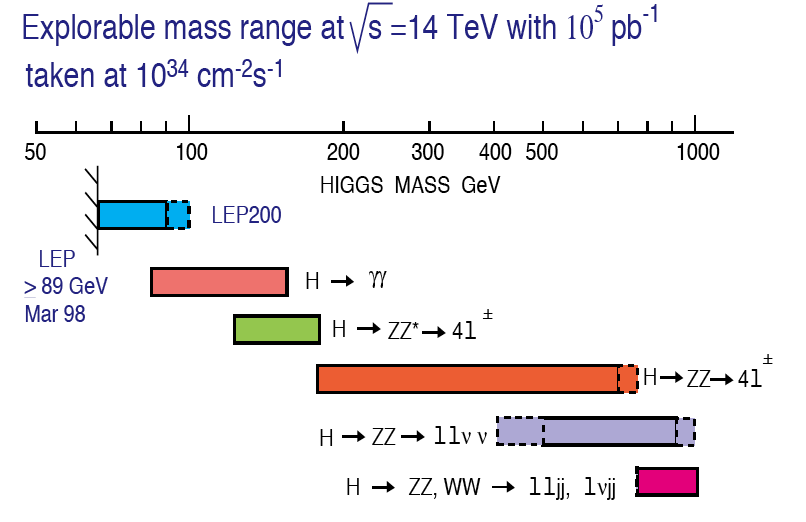 Explorable mass range at √s =14 TeV with 10⁵ pb⁻¹
taken at 10³⁴ cm⁻²s⁻¹
50 100 200 300 400 500 1000
HIGGS MASS GeV
LEP200
LEP
≥ 89 GeV
Mar 98
H → γγ
H → ZZ* → 4l ±
H → ZZ → 4l ±
H → ZZ → llν ν
H → ZZ, WW → lljj, lνjj